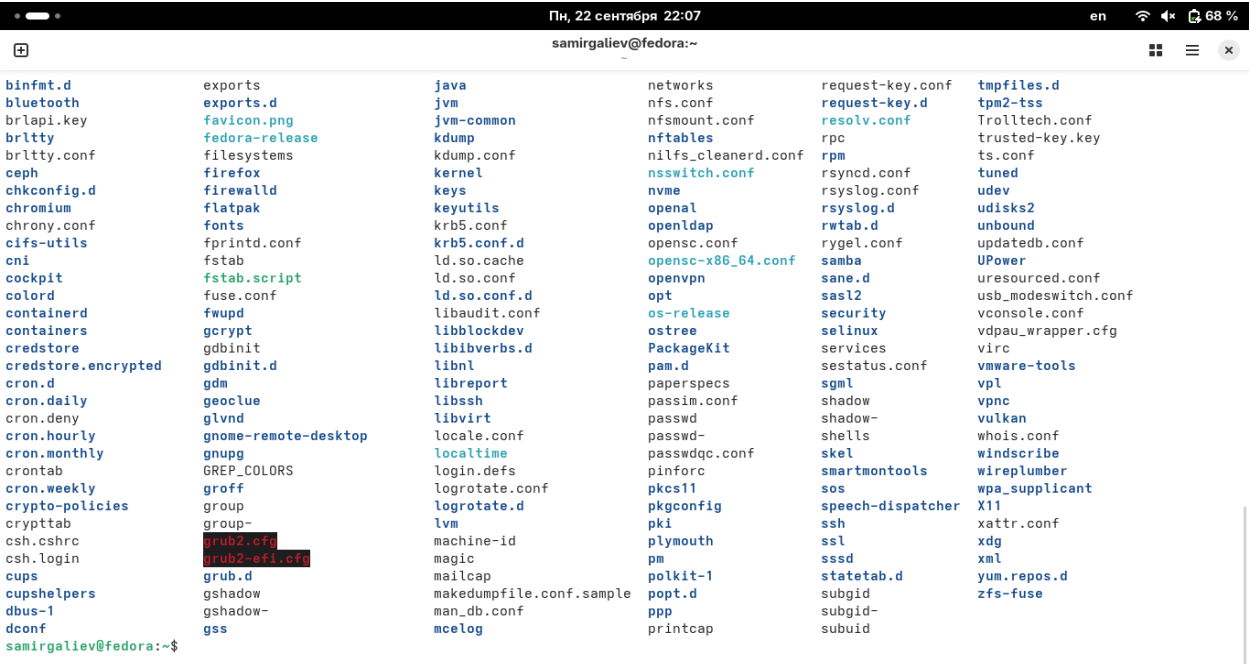 Пн, 22 сентября 22:07 en 68 %
samirgaliev@fedora:~
~
binfmt.d exports java networks request-key.conf tmpfiles.d
bluetooth exports.d jvm nfs.conf request-key.d tpm2-tss
brlapi.key favicon.png jvm-common nfsmount.conf resolv.conf Trolltech.conf
brltty fedora-release kdump nftables rpc trusted-key.key
brltty.conf filesystems kdump.conf nilfs_cleanerd.conf rpm ts.conf
ceph firefox kernel nsswitch.conf rsyncd.conf tuned
chkconfig.d firewalld keys nvme rsyslog.conf udev
chromium flatpak keyutils openal rsyslog.d udisks2
chrony.conf fonts krb5.conf openldap rwtab.d unbound
cifs-utils fprintd.conf krb5.conf.d opensc.conf rygel.conf updatedb.conf
cni fstab ld.so.cache opensc-x86_64.conf samba UPower
cockpit fstab.script ld.so.conf openvpn sane.d uresourced.conf
colord fuse.conf ld.so.conf.d opt sasl2 usb_modeswitch.conf
containerd fwupd libaudit.conf os-release security vconsole.conf
containers gcrypt libblockdev ostree selinux vdpau_wrapper.cfg
credstore gdbinit libibverbs.d PackageKit services virc
credstore.encrypted gdbinit.d libnl pam.d sestatus.conf vmware-tools
cron.d gdm libreport paperspecs sgml vpl
cron.daily geoclue libssh passim.conf shadow vpnc
cron.deny glvnd libvirt passwd shadow- vulkan
cron.hourly gnome-remote-desktop locale.conf passwd- shells whois.conf
cron.monthly gnupg localtime passwdqc.conf skel windscribe
crontab GREP_COLORS login.defs pinforc smartmontools wireplumber
cron.weekly groff logrotate.conf pkcs11 sos wpa_supplicant
crypto-policies group logrotate.d pkgconfig speech-dispatcher X11
crypttab group- lvm pki ssh xattr.conf
csh.cshrc grub2.cfg machine-id plymouth ssl xdg
csh.login grub2-efi.cfg magic pm sssd xml
cups grub.d mailcap polkit-1 statetab.d yum.repos.d
cupshelpers gshadow makedumpfile.conf.sample popt.d subgid zfs-fuse
dbus-1 gshadow- man_db.conf ppp subgid-
dconf gss mcelog printcap subuid
samirgaliev@fedora:~$